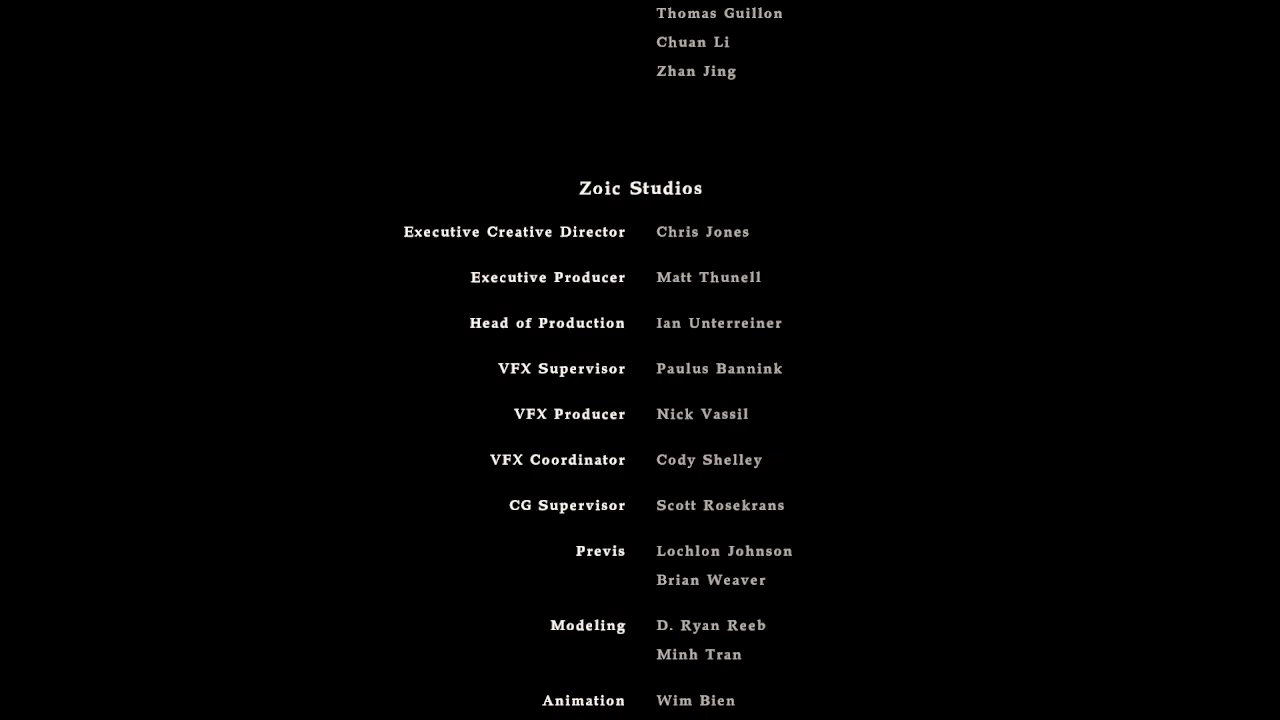 Thomas Guillon
Chuan Li
Zhan Jing
Zoic Studios
Executive Creative Director Chris Jones
Executive Producer Matt Thunell
Head of Production Ian Unterreiner
VFX Supervisor Paulus Bannink
VFX Producer Nick Vassil
VFX Coordinator Cody Shelley
CG Supervisor Scott Rosekrans
Previs Lochlon Johnson
Brian Weaver
Modeling D. Ryan Reeb
Minh Tran
Animation Wim Bien